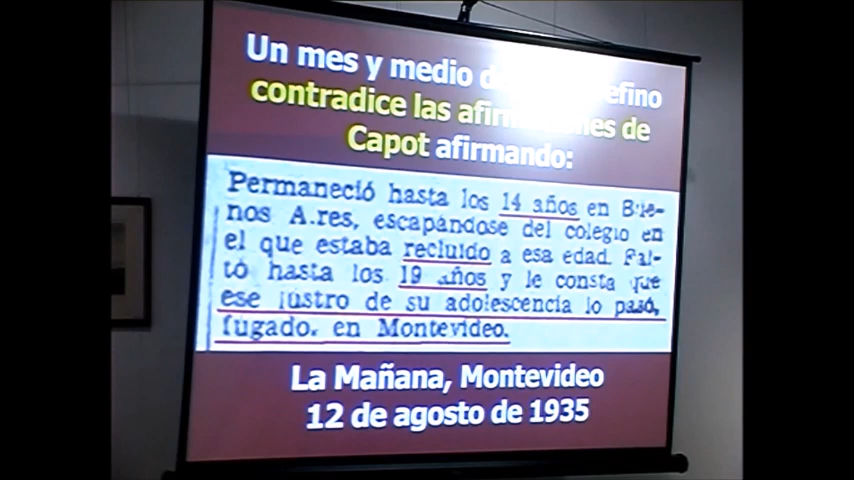 Un mes y medio
contradice las de
Capot afirmando:
Permaneció hasta los 14 años en Bue-
nos Aires, escapándose del colegio en
el que estaba recluído a esa edad. Fal-
tó hasta los 19 años y le consta que
ese lustro de su adolescencia lo pasó,
fugado, en Montevideo.
La Mañana, Montevideo
12 de agosto de 1935